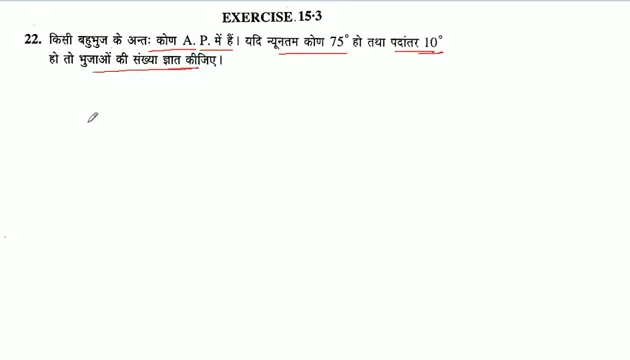 EXERCISE.15·3
22. किसी बहुभुज के अन्तः कोण A. P. में हैं। यदि न्यूनतम कोण 75° हो तथा पदांतर 10°
हो तो भुजाओं की संख्या ज्ञात कीजिए।